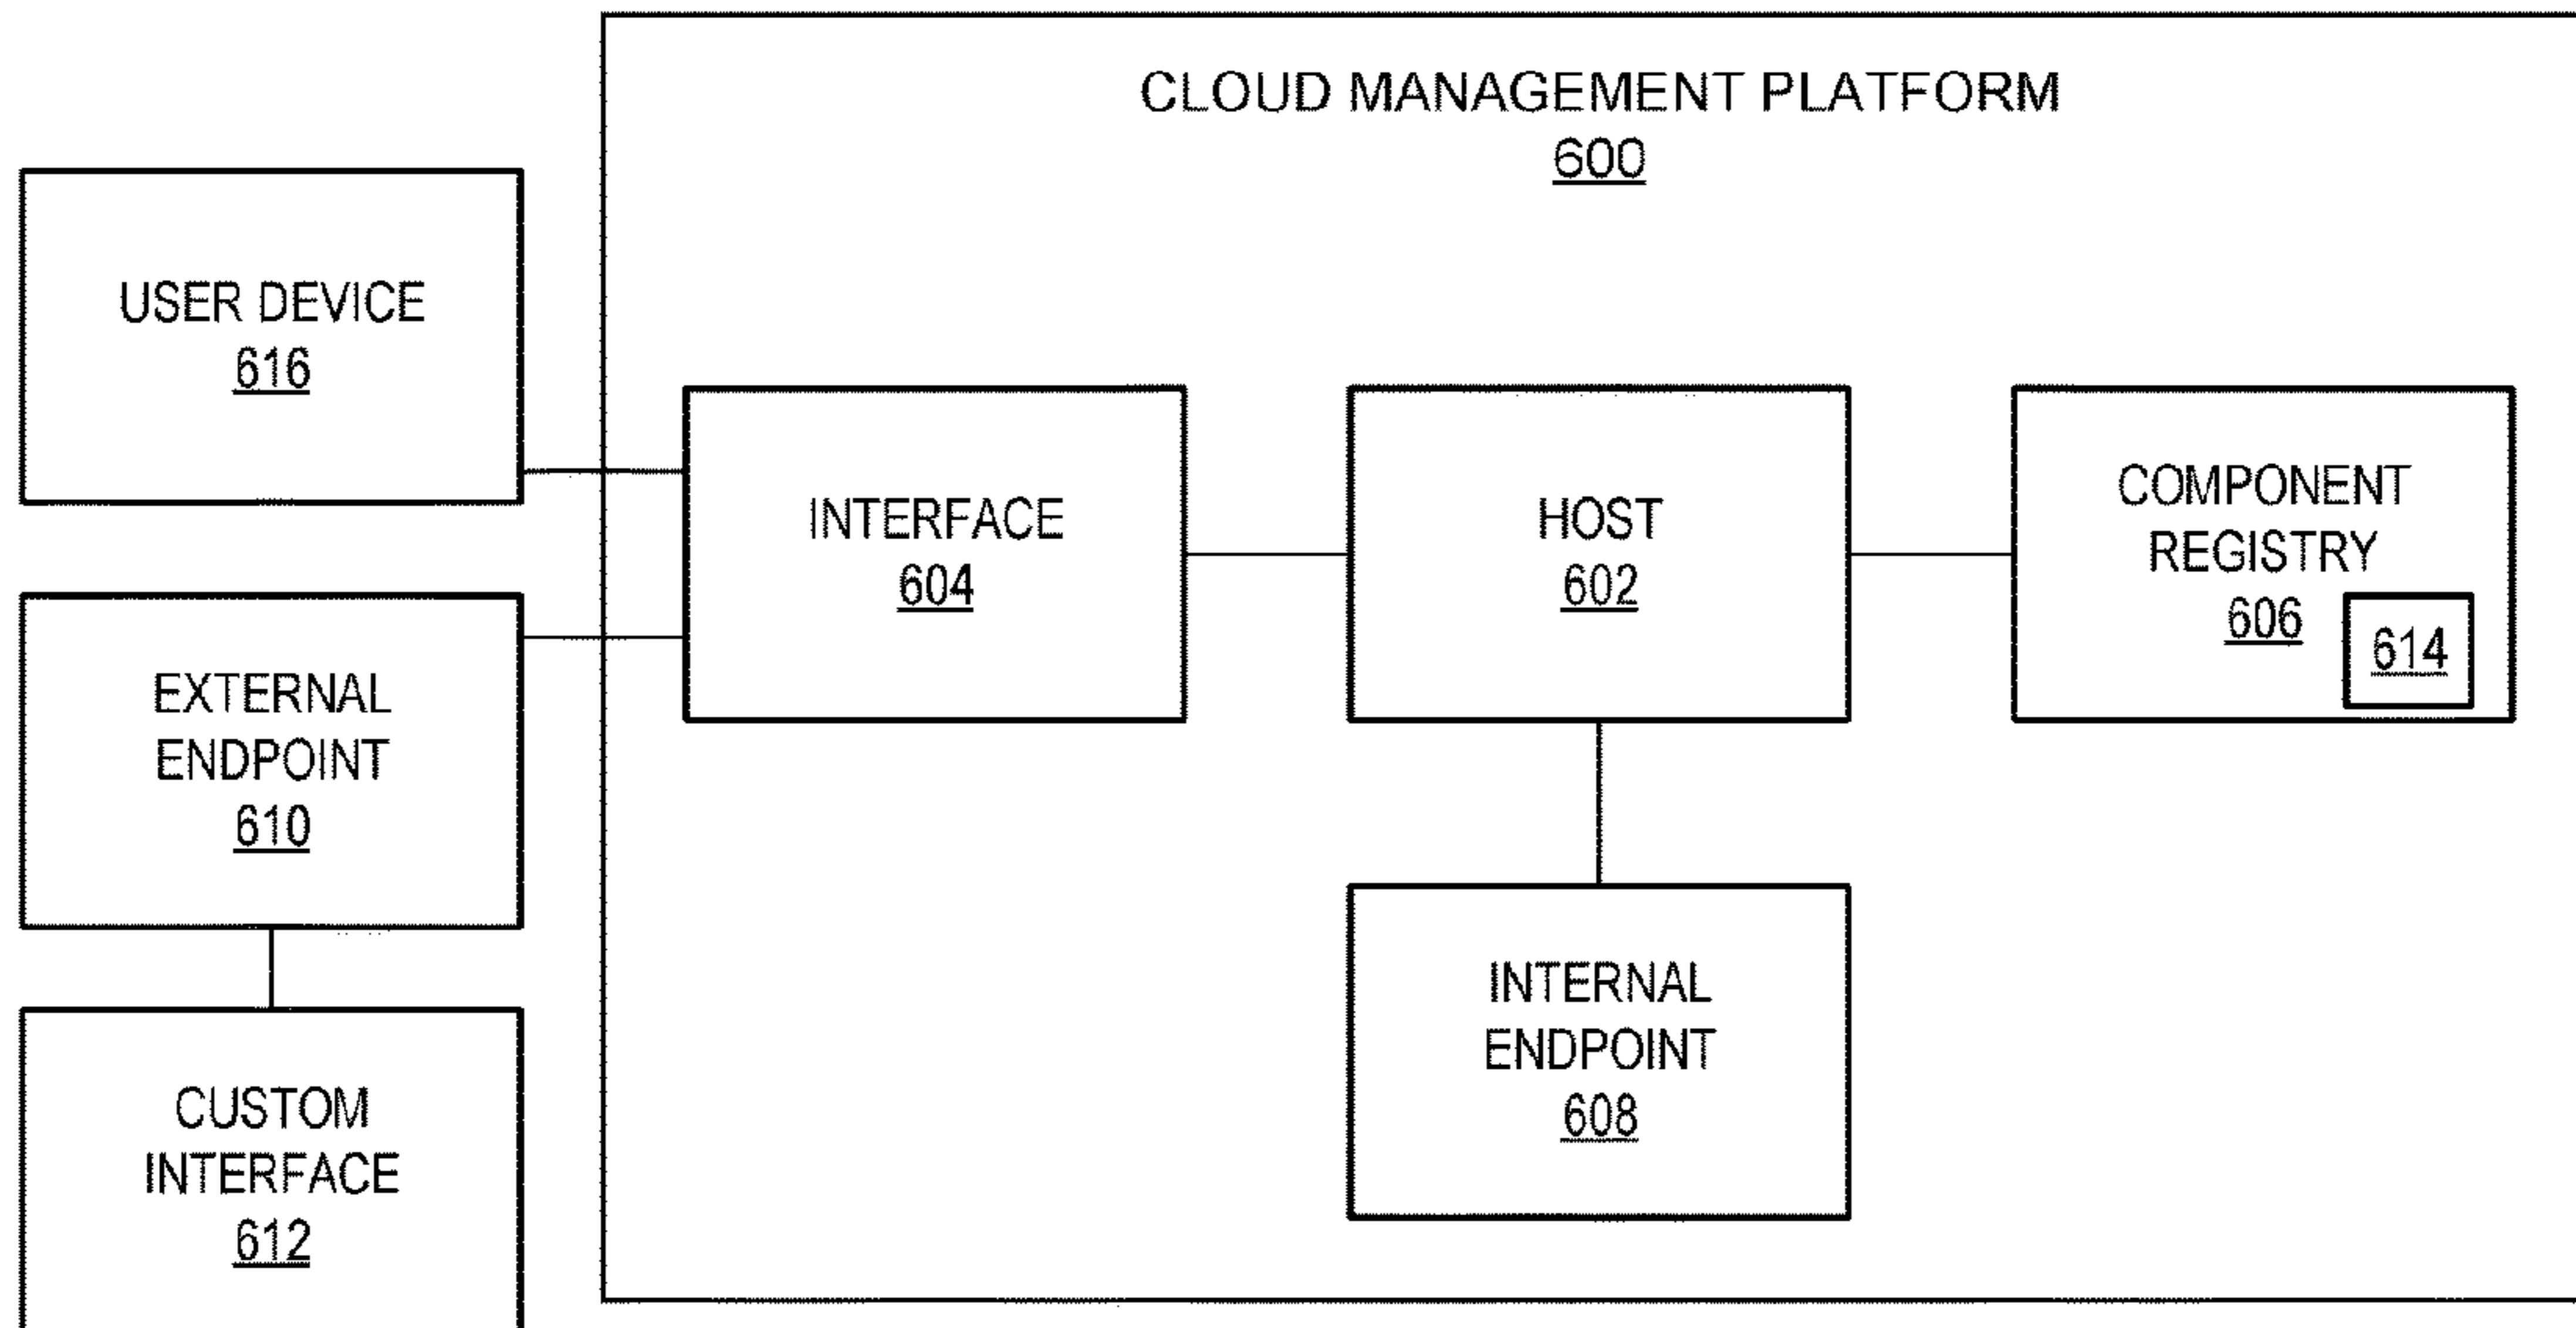 CLOUD MANAGEMENT PLATFORM
600
USER DEVICE
616
INTERFACE
604
HOST
602
COMPONENT
REGISTRY
606
614
EXTERNAL
ENDPOINT
610
INTERNAL
ENDPOINT
608
CUSTOM
INTERFACE
612